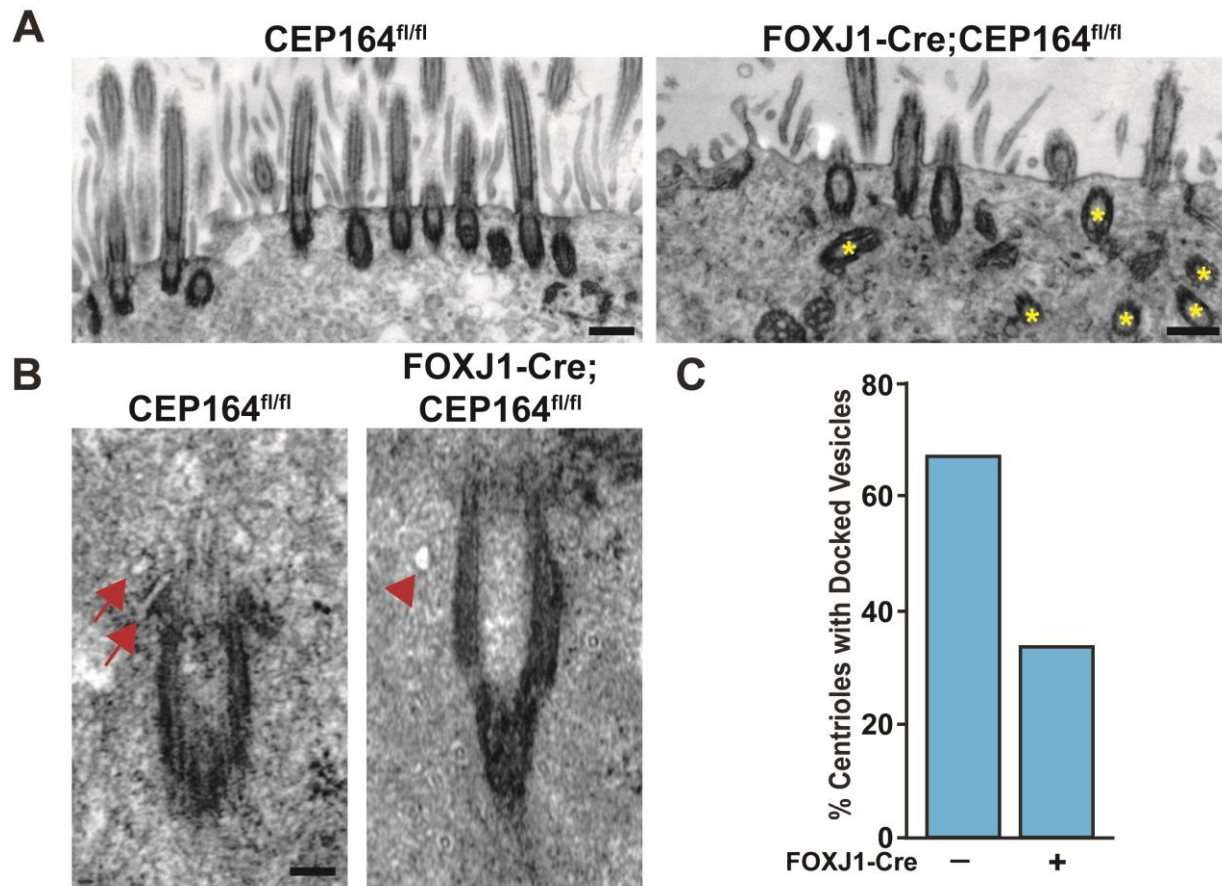 A
CEP164fl/fl
FOXJ1-Cre;CEP164fl/fl
*
*
*
*
*
*
B
CEP164fl/fl
FOXJ1-Cre;
CEP164fl/fl
C
% Centrioles with Docked Vesicles
80
60
40
20
0
FOXJ1-Cre − +